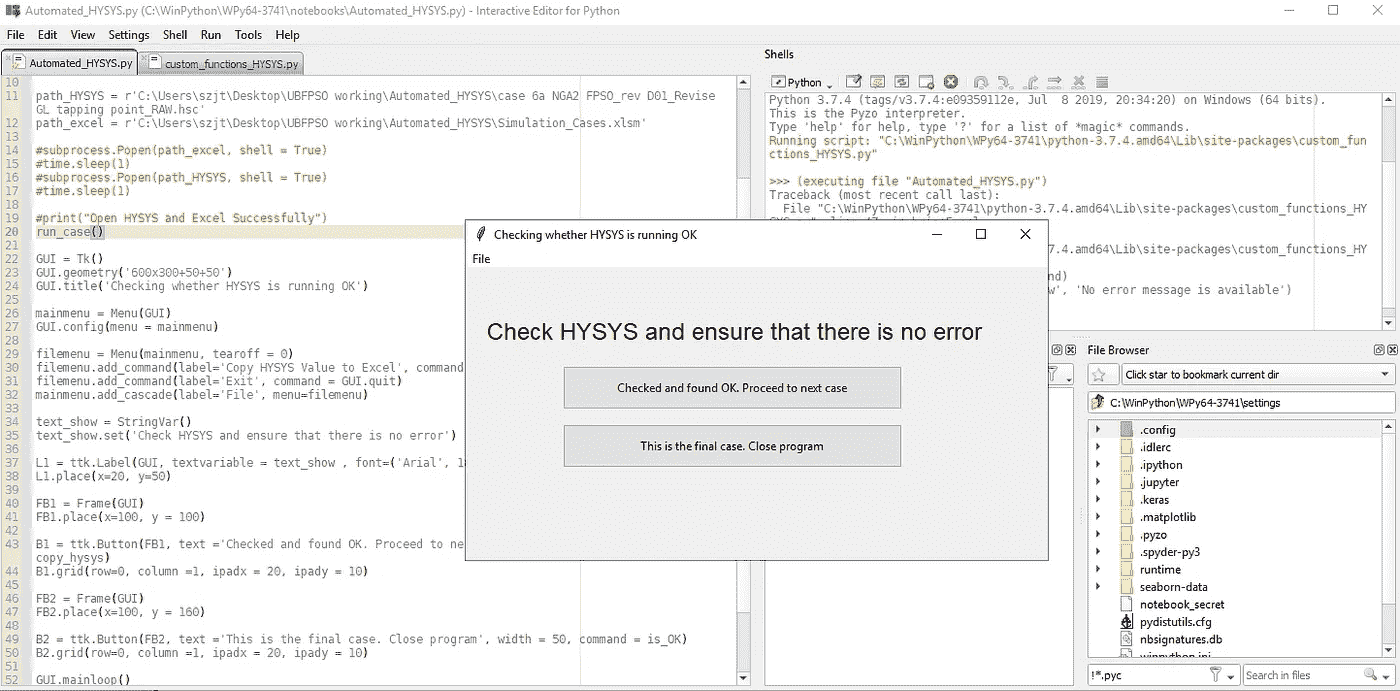 Automated_HYSYS.py (C:\WinPython\WPy64-3741\notebooks\Automated_HYSYS.py) - Interactive Editor for Python
File Edit View Settings Shell Run Tools Help
Automated_HYSYS.py custom_functions_HYSYS.py
10
11 path_HYSYS = r'C:\Users\szjt\Desktop\UBFPSO working\Automated_HYSYS\case 6a NGA2 FPSO_rev D01_Revise
GL tapping point_RAW.hsc'
12 path_excel = r'C:\Users\szjt\Desktop\UBFPSO working\Automated_HYSYS\Simulation_Cases.xlsm'
13
14 #subprocess.Popen(path_excel, shell = True)
15 #time.sleep(1)
16 #subprocess.Popen(path_HYSYS, shell = True)
17 #time.sleep(1)
18
19 #print("Open HYSYS and Excel Successfully")
20 run_case()
21
22 GUI = Tk()
23 GUI.geometry('600x300+50+50')
24 GUI.title('Checking whether HYSYS is running OK')
25
26 mainmenu = Menu(GUI)
27 GUI.config(menu = mainmenu)
28
29 filemenu = Menu(mainmenu, tearoff = 0)
30 filemenu.add_command(label='Copy HYSYS Value to Excel', command
31 filemenu.add_command(label='Exit', command = GUI.quit)
32 mainmenu.add_cascade(label='File', menu=filemenu)
33
34 text_show = StringVar()
35 text_show.set('Check HYSYS and ensure that there is no error')
36
37 L1 = ttk.Label(GUI, textvariable = text_show , font=('Arial',
38 L1.place(x=20, y=50)
39
40 FB1 = Frame(GUI)
41 FB1.place(x=100, y = 100)
42
43 B1 = ttk.Button(FB1, text ='Checked and found OK. Proceed to ne
copy_hysys)
44 B1.grid(row=0, column =1, ipadx = 20, ipady = 10)
45
46 FB2 = Frame(GUI)
47 FB2.place(x=100, y = 160)
48
49 B2 = ttk.Button(FB2, text ='This is the final case. Close program', width = 50, command = is_OK)
50 B2.grid(row=0, column =1, ipadx = 20, ipady = 10)
51
52 GUI.mainloop()
Shells
Python
Python 3.7.4 (tags/v3.7.4:e09359112e, Jul 8 2019, 20:34:20) on Windows (64 bits).
This is the Pyzo interpreter.
Type 'help' for help, type '?' for a list of *magic* commands.
Running script: "C:\WinPython\WPy64-3741\python-3.7.4.amd64\Lib\site-packages\custom_fun
ctions_HYSYS.py"
>>> (executing file "Automated_HYSYS.py")
Traceback (most recent call last):
File "C:\WinPython\WPy64-3741\python-3.7.4.amd64\Lib\site-packages\custom_functions_HY
7.4.amd64\Lib\site-packages\custom_functions_HY
nd)
w', 'No error message is available')
Checking whether HYSYS is running OK
File
Check HYSYS and ensure that there is no error
Checked and found OK. Proceed to next case
This is the final case. Close program
File Browser
Click star to bookmark current dir
C:\WinPython\WPy64-3741\settings
.config
.idlerc
.ipython
.jupyter
.keras
.matplotlib
.pyzo
.spyder-py3
runtime
seaborn-data
notebook_secret
pydistutils.cfg
nbsignatures.db
winpython.ini
!*.pyc
Search in files